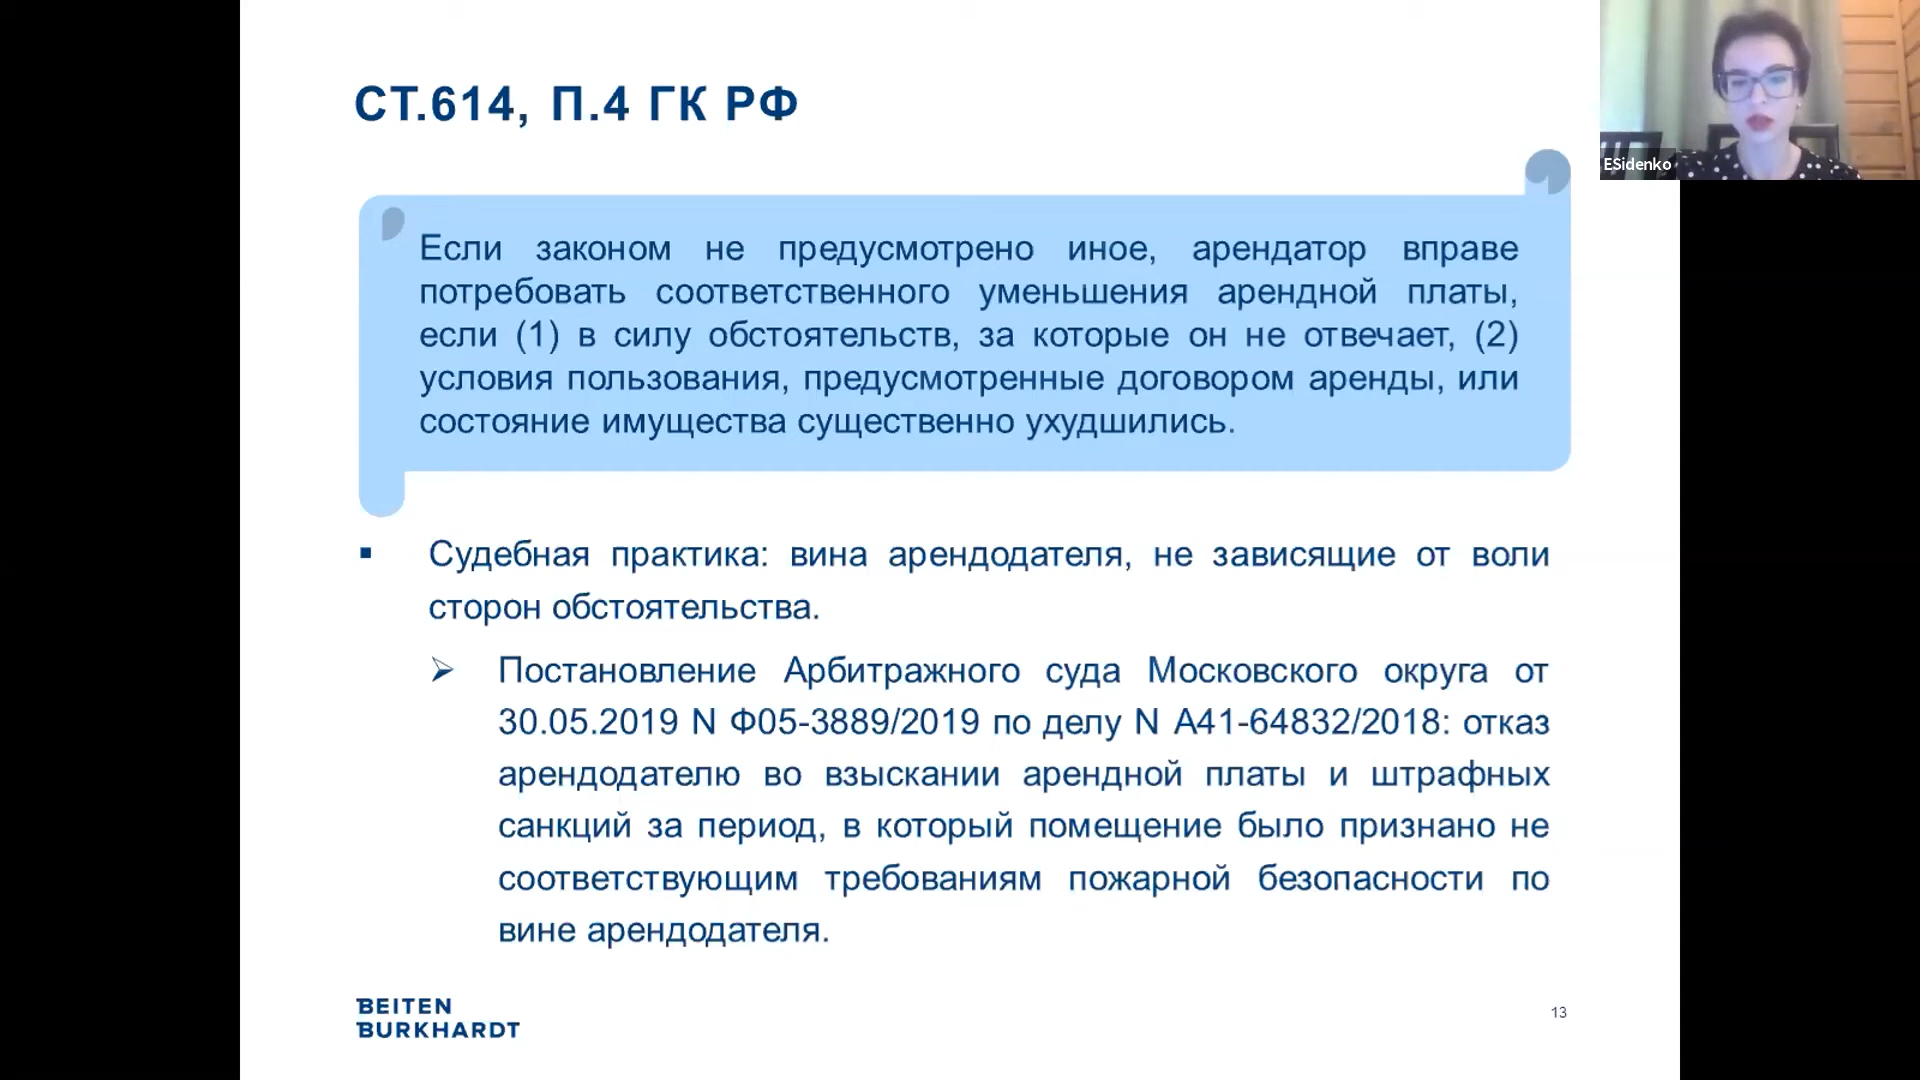 СТ.614, П.4 ГК РФ
ESidenko
Если законом не предусмотрено иное, арендатор вправе
потребовать соответственного уменьшения арендной платы,
если (1) в силу обстоятельств, за которые он не отвечает, (2)
условия пользования, предусмотренные договором аренды, или
состояние имущества существенно ухудшились.
▪ Судебная практика: вина арендодателя, не зависящие от воли
сторон обстоятельства.
➢ Постановление Арбитражного суда Московского округа от
30.05.2019 N Ф05-3889/2019 по делу N А41-64832/2018: отказ
арендодателю во взыскании арендной платы и штрафных
санкций за период, в который помещение было признано не
соответствующим требованиям пожарной безопасности по
вине арендодателя.
BEITEN
BURKHARDT
13